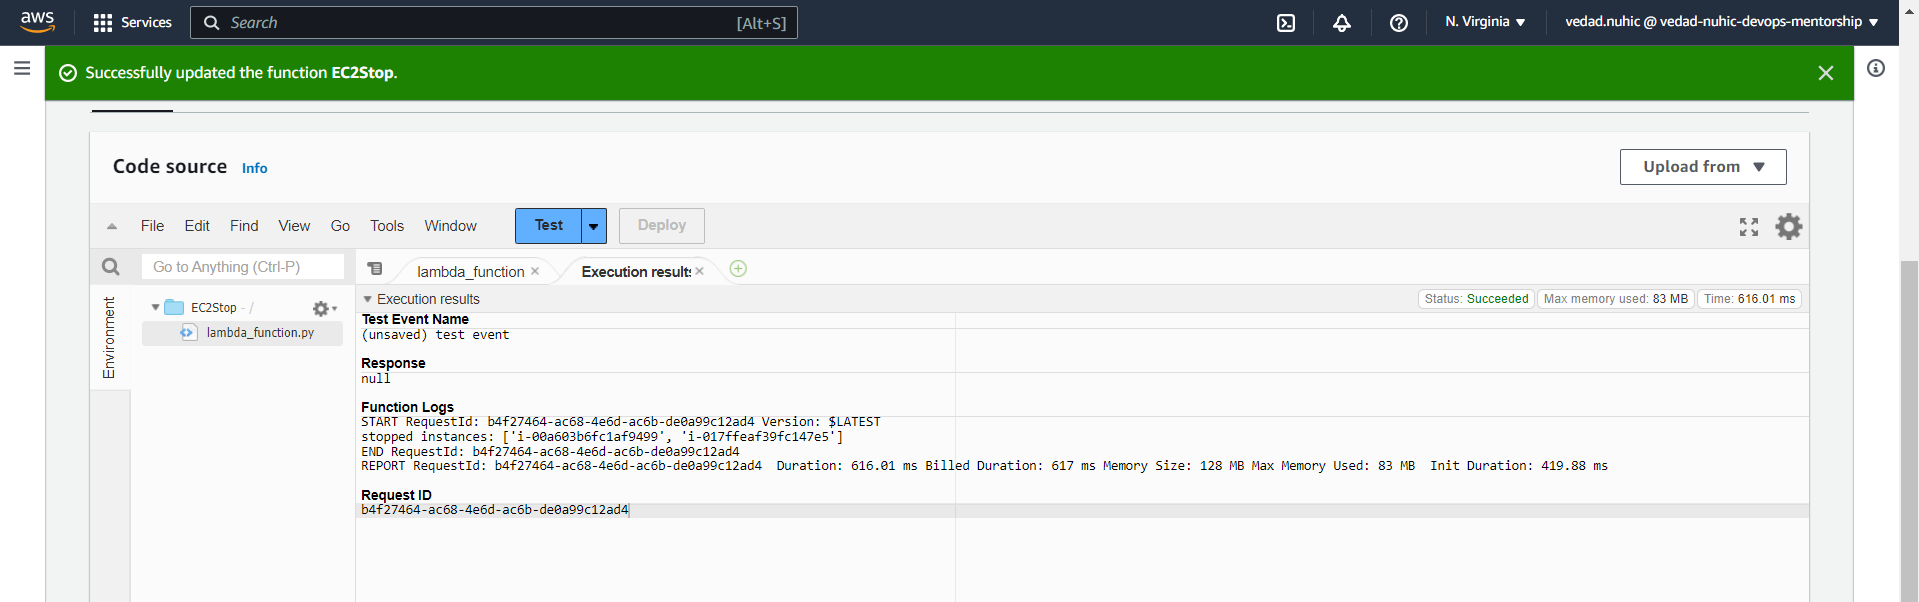 aws
Services
Search
[Alt+S]
N. Virginia
vedad.nuhic @ vedad-nuhic-devops-mentorship
Successfully updated the function EC2Stop.
Code source Info
Upload from
File Edit Find View Go Tools Window Test Deploy
Go to Anything (Ctrl-P)
lambda_function
Execution results
Environment
EC2Stop - /
lambda_function.py
Execution results
Status: Succeeded
Max memory used: 83 MB
Time: 616.01 ms
Test Event Name
(unsaved) test event
Response
null
Function Logs
START RequestId: b4f27464-ac68-4e6d-ac6b-de0a99c12ad4 Version: $LATEST
stopped instances: ['i-00a603b6fc1af9499', 'i-017ffeaf39fc147e5']
END RequestId: b4f27464-ac68-4e6d-ac6b-de0a99c12ad4
REPORT RequestId: b4f27464-ac68-4e6d-ac6b-de0a99c12ad4 Duration: 616.01 ms Billed Duration: 617 ms Memory Size: 128 MB Max Memory Used: 83 MB Init Duration: 419.88 ms
Request ID
b4f27464-ac68-4e6d-ac6b-de0a99c12ad4